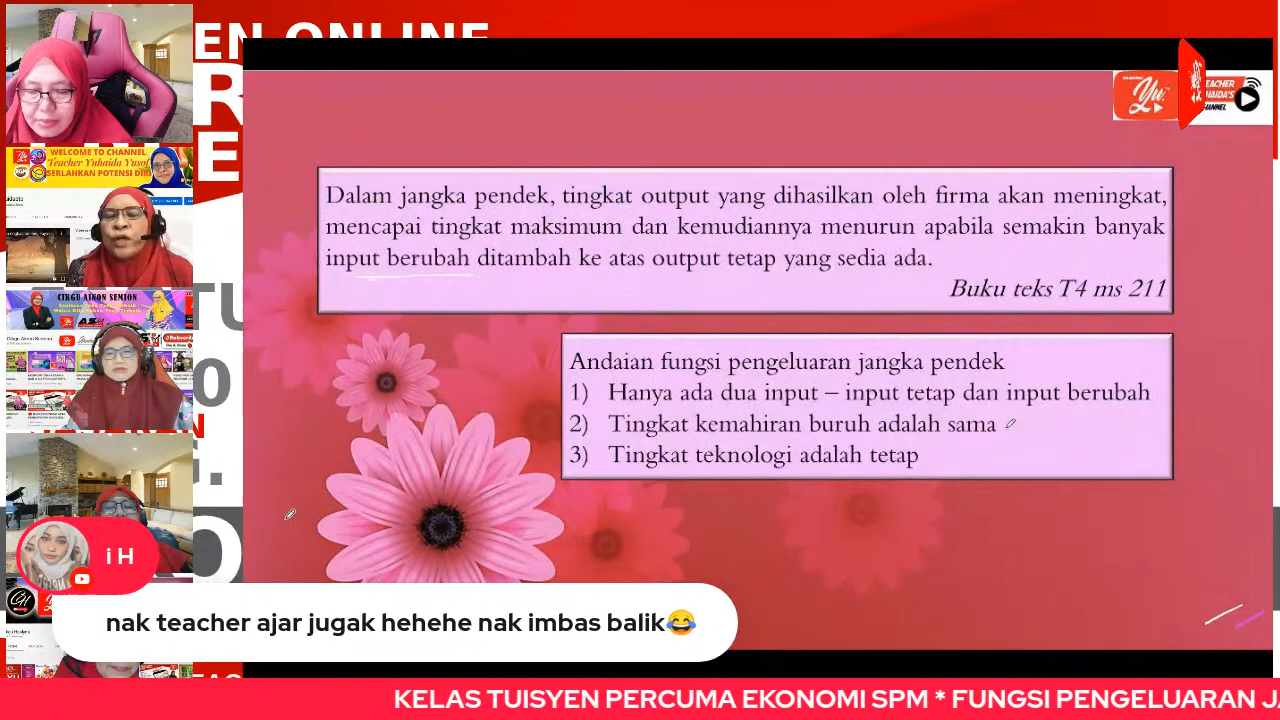 EN ONLINE
WELCOME TO CHANNEL
Teacher Yuhaida Yusof
SERLAHKAN POTENSI DIRI
CIKGU AINON SEMION
Dalam jangka pendek, tingkat output yang dihasilkan oleh firma akan meningkat,
mencapai tingkat maksimum dan kemudiannya menurun apabila semakin banyak
input berubah ditambah ke atas output tetap yang sedia ada.
Buku teks T4 ms 211
Andaian fungsi pengeluaran jangka pendek
1) Hanya ada dua input – input tetap dan input berubah
2) Tingkat kemahiran buruh adalah sama
3) Tingkat teknologi adalah tetap
i H
nak teacher ajar jugak hehehe nak imbas balik😂
KELAS TUISYEN PERCUMA EKONOMI SPM * FUNGSI PENGELUARAN JA